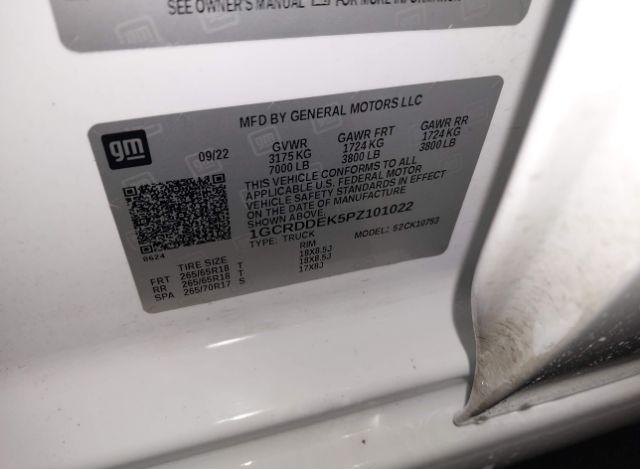 SEE OWNER'S MANUAL FOR MORE INFORMATION
MFD BY GENERAL MOTORS LLC
gm
09/22
GVWR GAWR FRT GAWR RR
3175 KG 1724 KG 1724 KG
7000 LB 3800 LB 3800 LB
THIS VEHICLE CONFORMS TO ALL
APPLICABLE U.S. FEDERAL MOTOR
VEHICLE SAFETY STANDARDS IN EFFECT
ON THE DATE OF MANUFACTURE
1GCRDDEK5PZ101022
TYPE: TRUCK MODEL: S2CK10753
0624
TIRE SIZE RIM
FRT 265/65R18 T 18X8.5J
RR 265/65R18 T 18X8.5J
SPA 265/70R17 S 17X8J